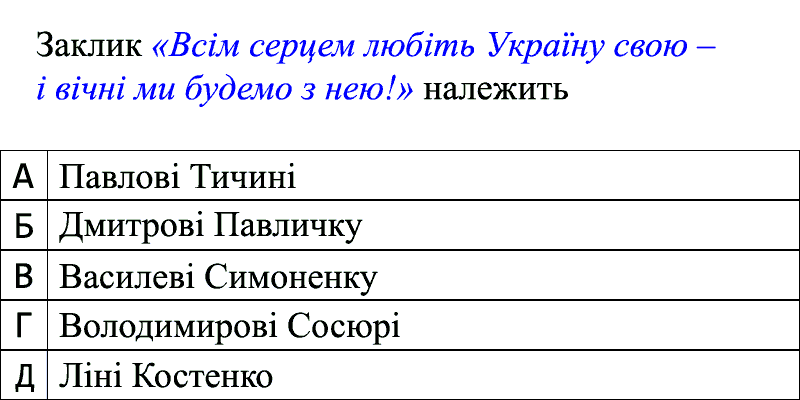 Заклик «Всім серцем любіть Україну свою –
і вічні ми будемо з нею!» належить
А Павлові Тичині
Б Дмитрові Павличку
В Василеві Симоненку
Г Володимирові Сосюрі
Д Ліні Костенко